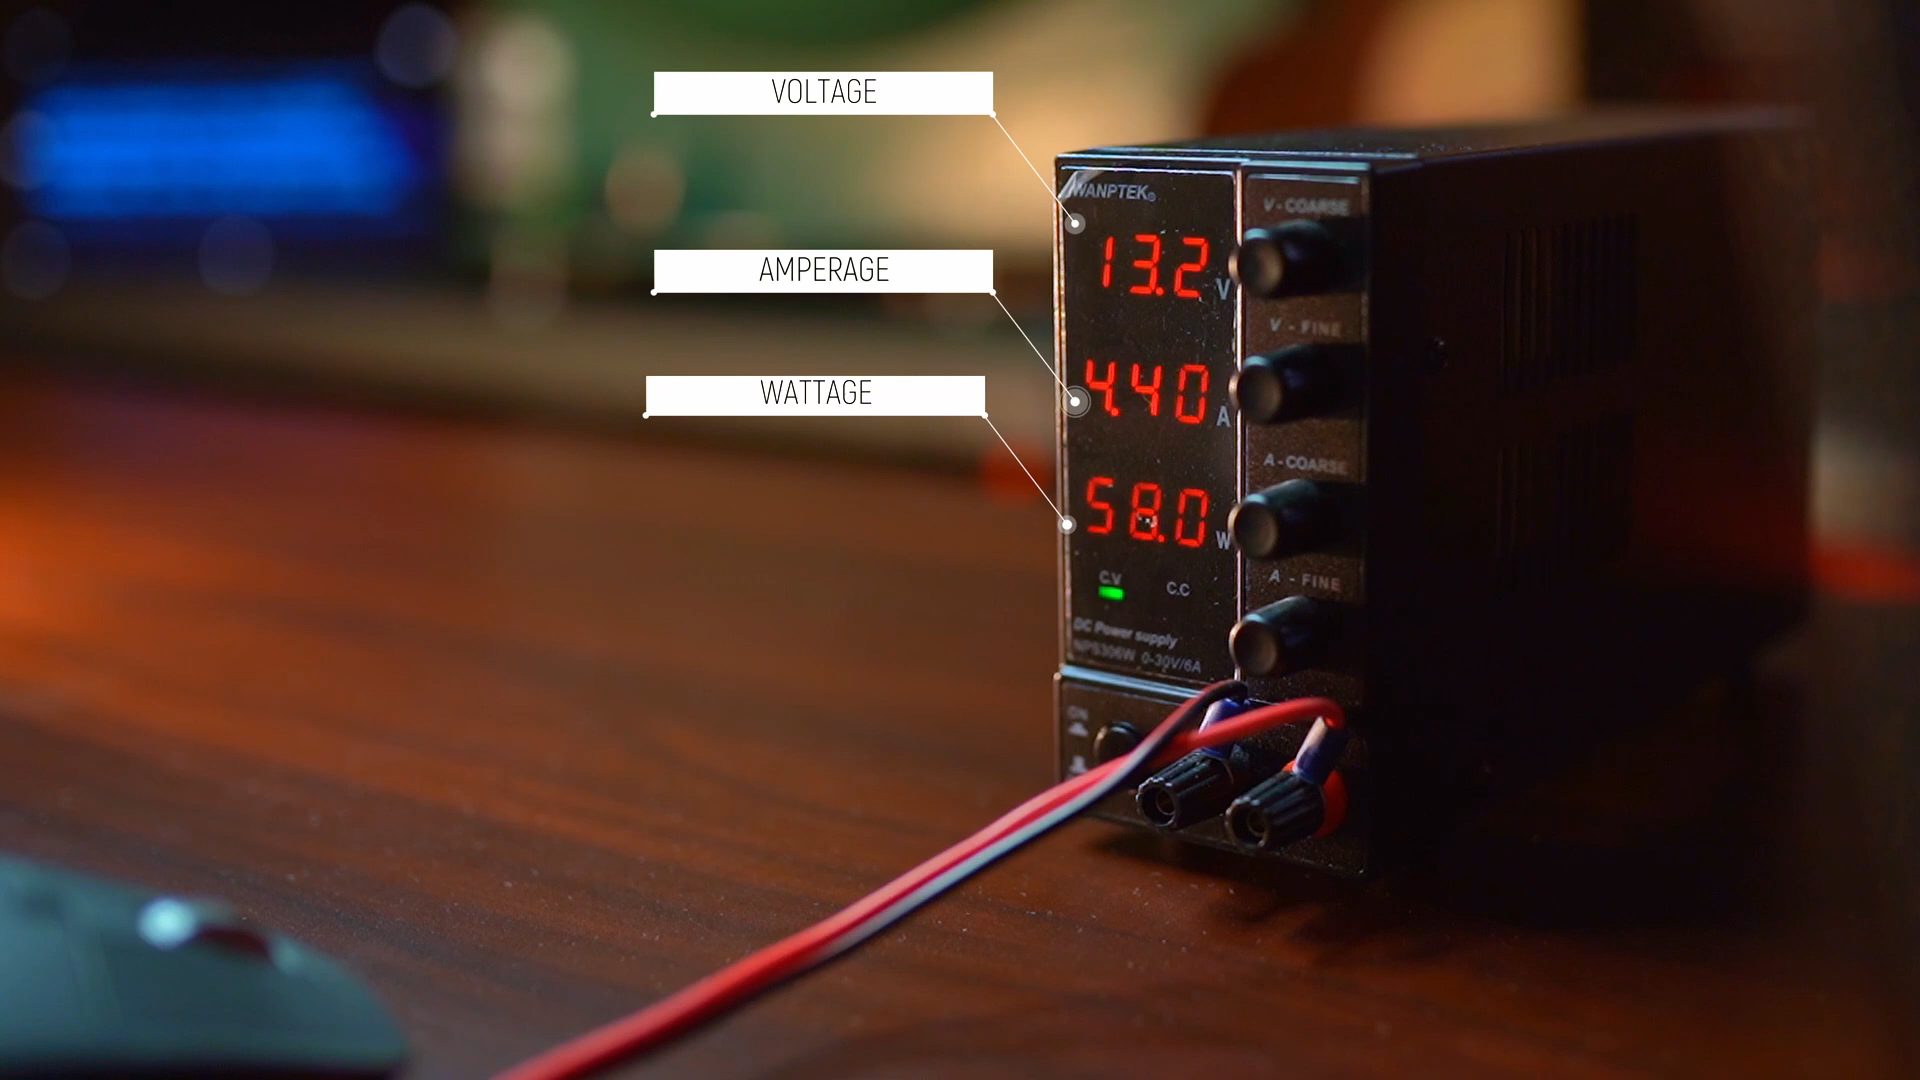 VOLTAGE
WANPTEK®
V-COARSE
13.2 V
AMPERAGE
V - FINE
4.40 A
WATTAGE
A-COARSE
58.0 W
C.V C.C
A - FINE
DC Power supply
NPS306W 0-30V/6A
ON